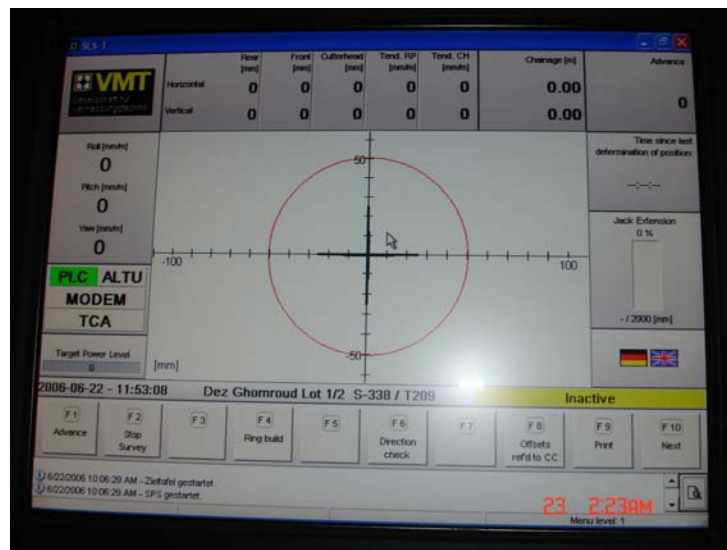 SLS-T
VMT
Gesellschaft für
Vermessungstechnik
Rear [mm] Front [mm] Cutterhead [mm] Tend. RP [mm/m] Tend. CH [mm/m] Chainage [m] Advance
Horizontal 0 0 0 0 0 0.00 0
Vertical 0 0 0 0 0 0.00
Roll [mm/m]
0
Pitch [mm/m]
0
Yaw [mm/m]
0
PLC ALTU
MODEM
TCA
Target Power Level
0
50
-100
100
-50
[mm]
Time since last
determination of position:
--:--:--
Jack Extension
0 %
- / 2000 [mm]
2006-06-22 - 11:53:08 Dez Ghomroud Lot 1/2 S-338 / T209 Inactive
F1 Advance
F2 Stop Survey
F3
F4 Ring build
F5
F6 Direction check
F7
F8 Offsets ref'd to CC
F9 Print
F10 Next
6/22/2006 10:06:29 AM - Zieltafel gestartet.
6/22/2006 10:06:29 AM - SPS gestartet.
23 2:23AM
Menu level: 1